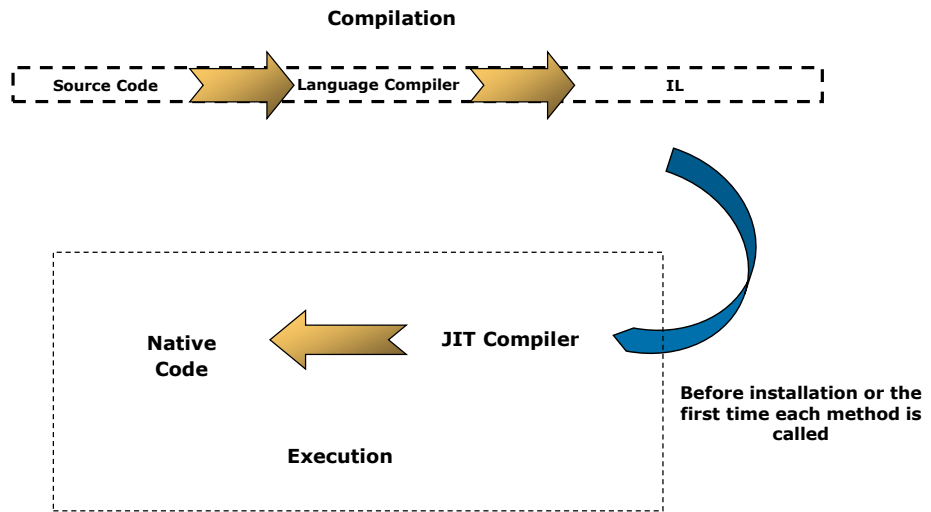 Compilation
Source Code
Language Compiler
IL
Native
Code
JIT Compiler
Before installation or the
first time each method is
called
Execution